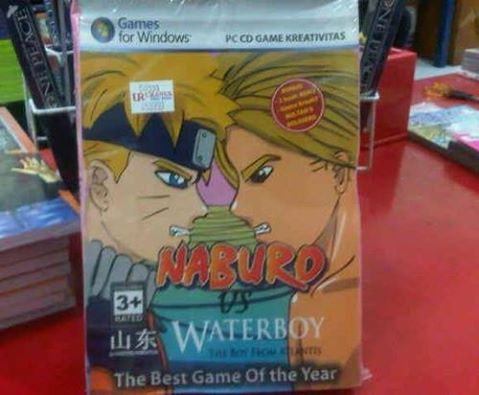 Games
for Windows
PC CD GAME KREATIVITAS
NABURO
VS
WATERBOY
THE BOY FROM ATLANTIS
3+
RATED
山东
The Best Game Of the Year